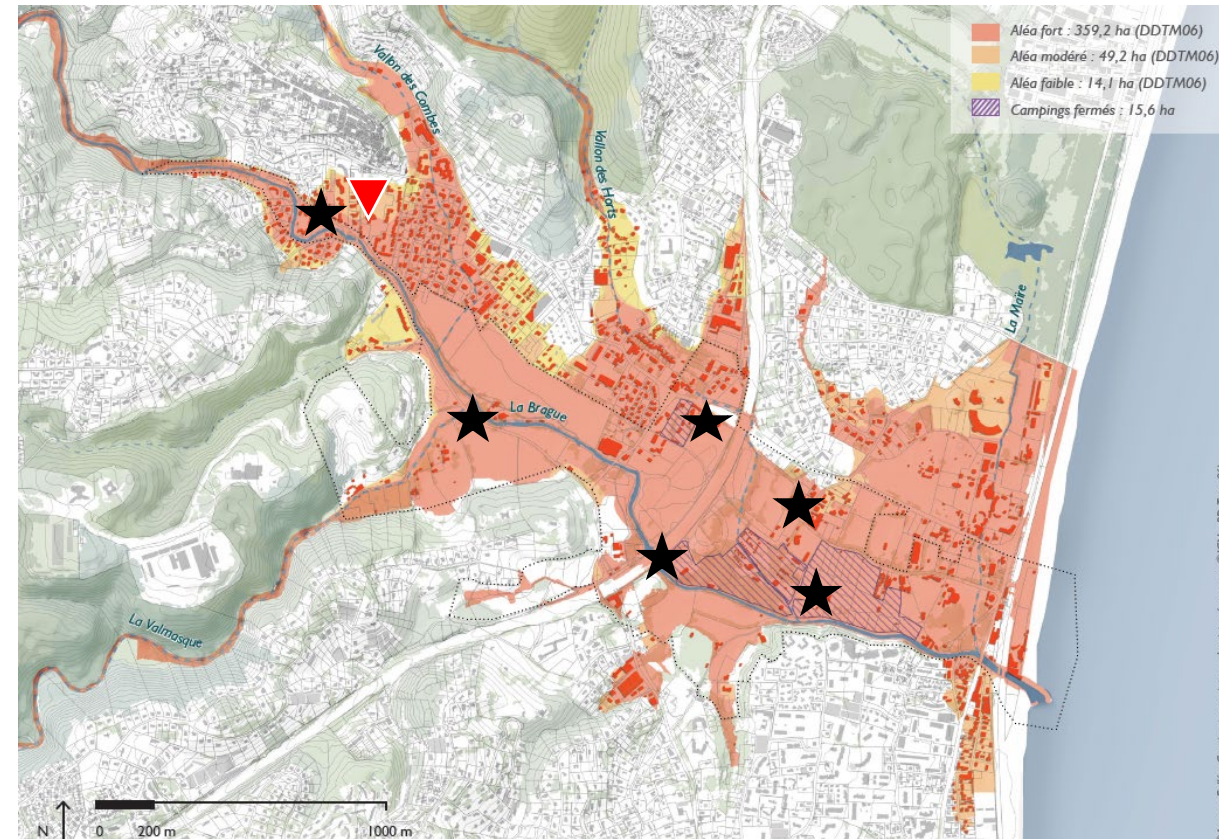 Aléa fort : 359,2 ha (DDTM06)
Aléa modéré : 49,2 ha (DDTM06)
Aléa faible : 14,1 ha (DDTM06)
Campings fermés : 15,6 ha
Vallon des Combes
Vallon des Horts
La Maïre
La Brague
La Valmasque
N
0
200 m
1000 m